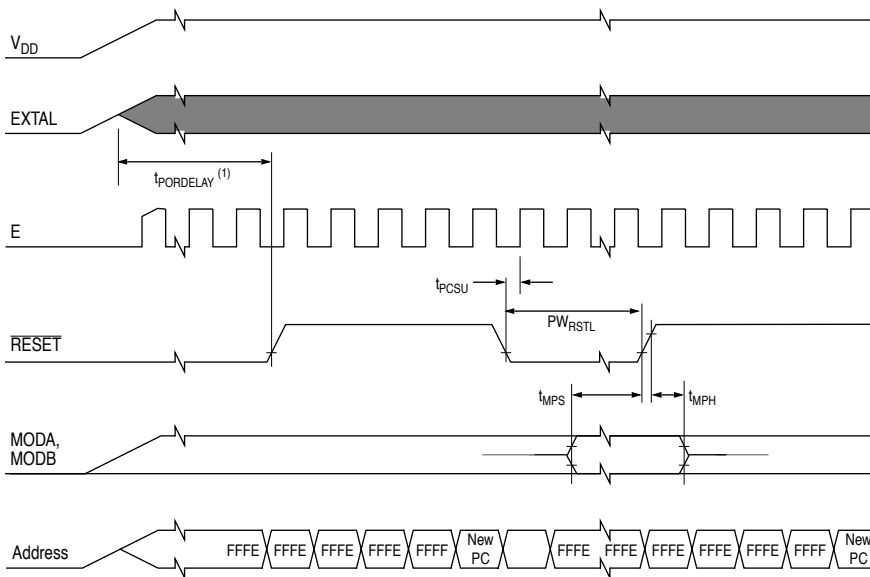 VDD
EXTAL
tPORDELAY (1)
E
tPCSU
PWRSTL
RESET
tMPS
tMPH
MODA,
MODB
Address
FFFE FFFE FFFE FFFE FFFF New PC FFFE FFFE FFFE FFFE FFFE FFFF New PC